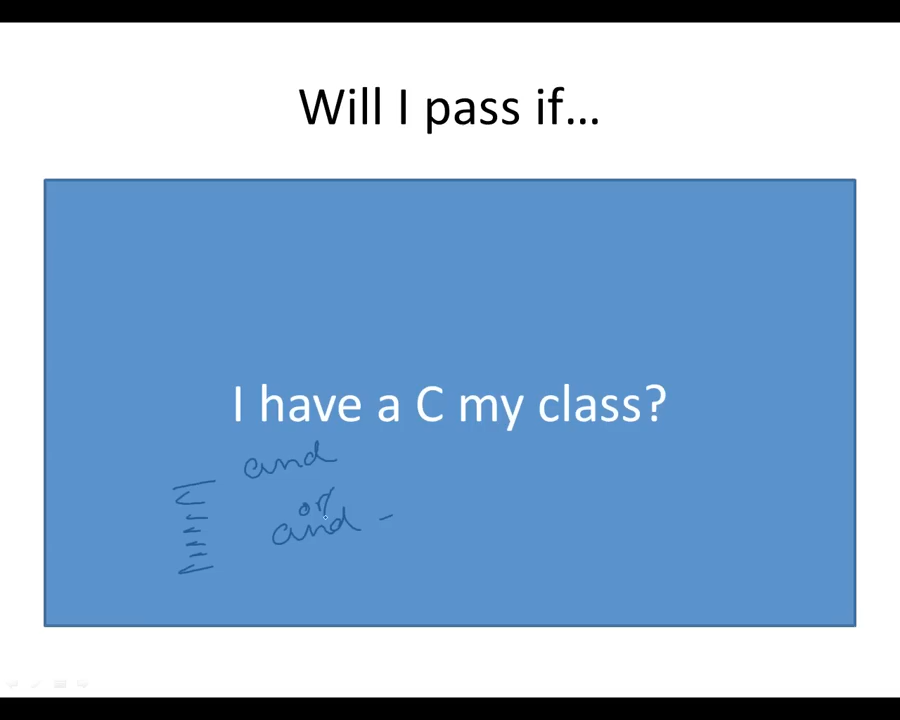 Will I pass if...
I have a C my class?
and
or
and -